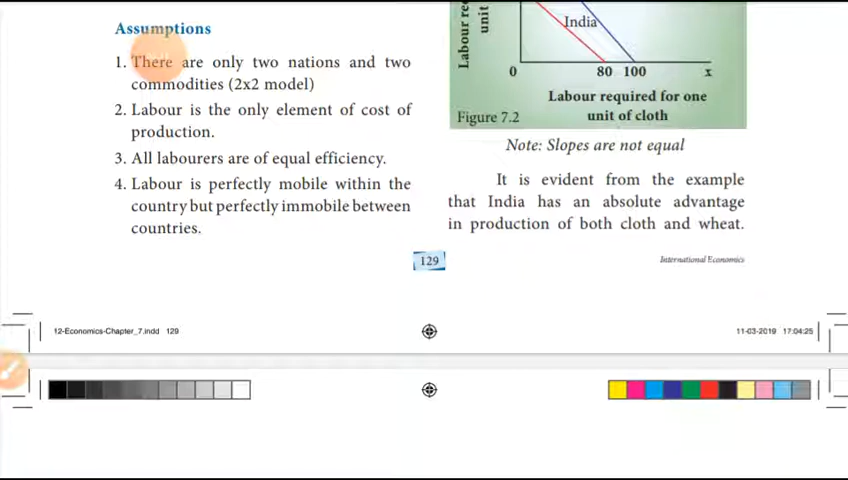 Assumptions
1. There are only two nations and two
commodities (2x2 model)
2. Labour is the only element of cost of
production.
3. All labourers are of equal efficiency.
4. Labour is perfectly mobile within the
country but perfectly immobile between
countries.
unit
India
0
80 100
x
Labour required for one
unit of cloth
Figure 7.2
Note: Slopes are not equal
It is evident from the example
that India has an absolute advantage
in production of both cloth and wheat.
129
International Economics
12-Economics-Chapter_7.indd 129
11-03-2019 17:04:25